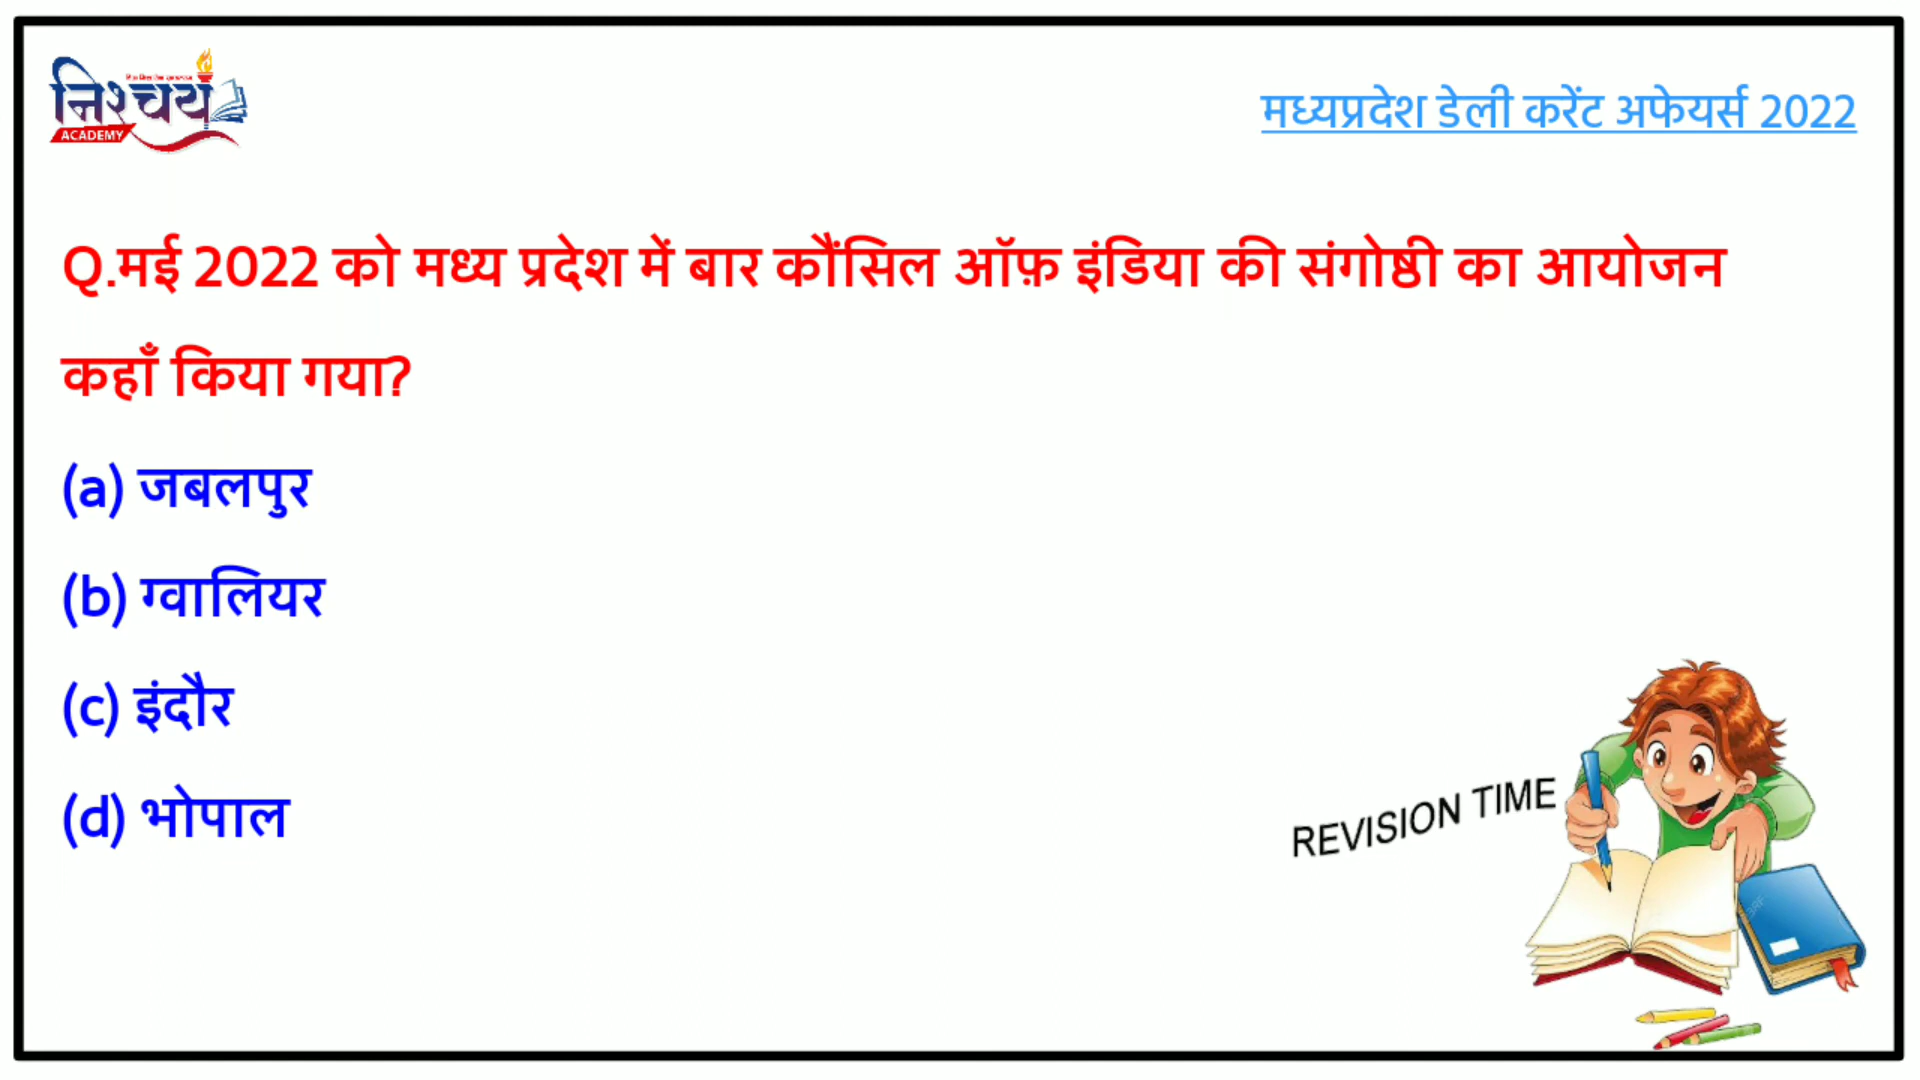 निश्चय
ACADEMY
मध्यप्रदेश डेली करेंट अफेयर्स 2022
Q.मई 2022 को मध्य प्रदेश में बार कौंसिल ऑफ़ इंडिया की संगोष्ठी का आयोजन
कहाँ किया गया?
(a) जबलपुर
(b) ग्वालियर
(c) इंदौर
(d) भोपाल
REVISION TIME